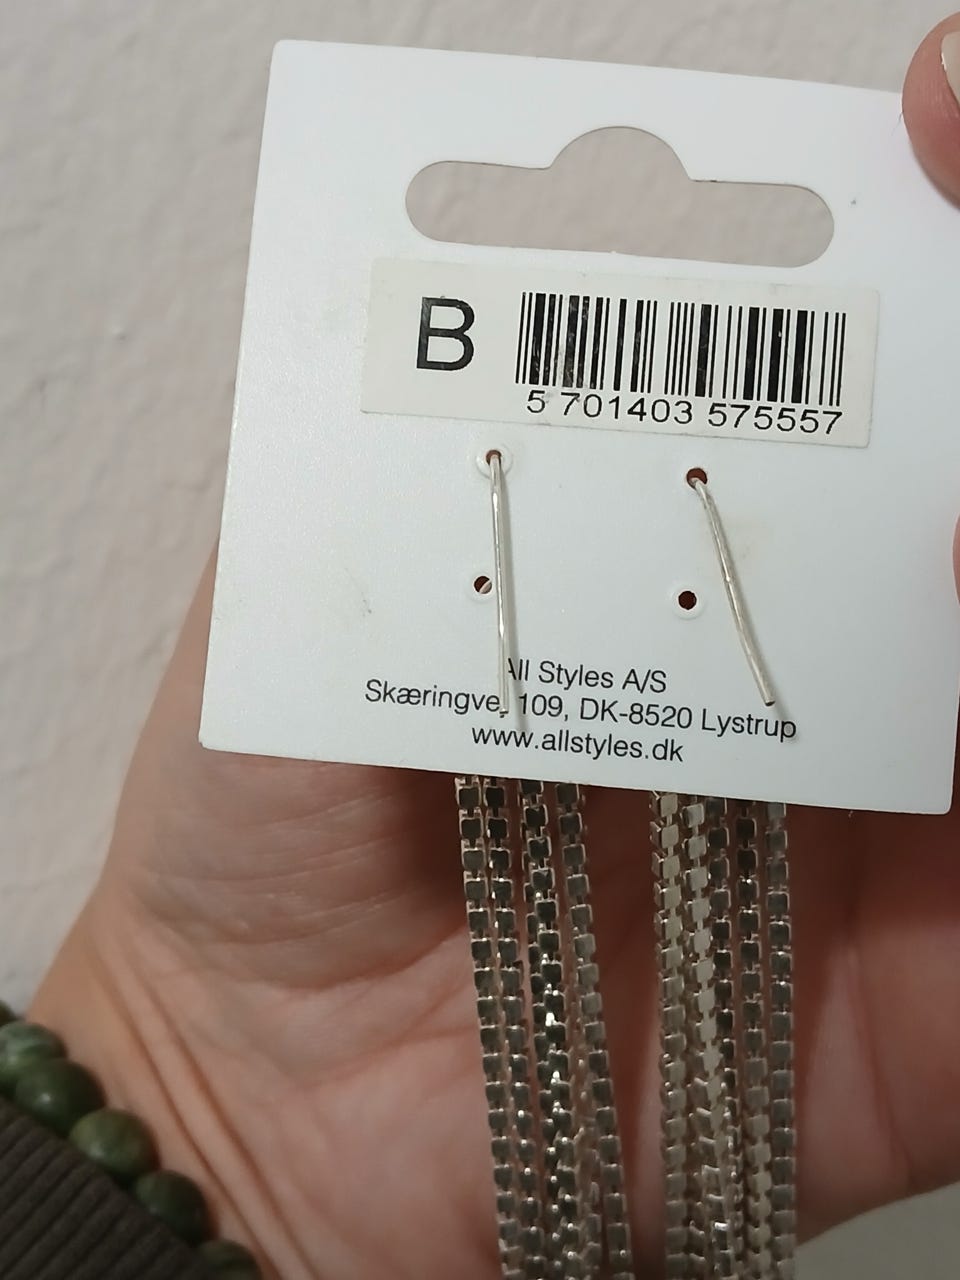 B
5 701403 575557
All Styles A/S
Skæringvej 109, DK-8520 Lystrup
www.allstyles.dk